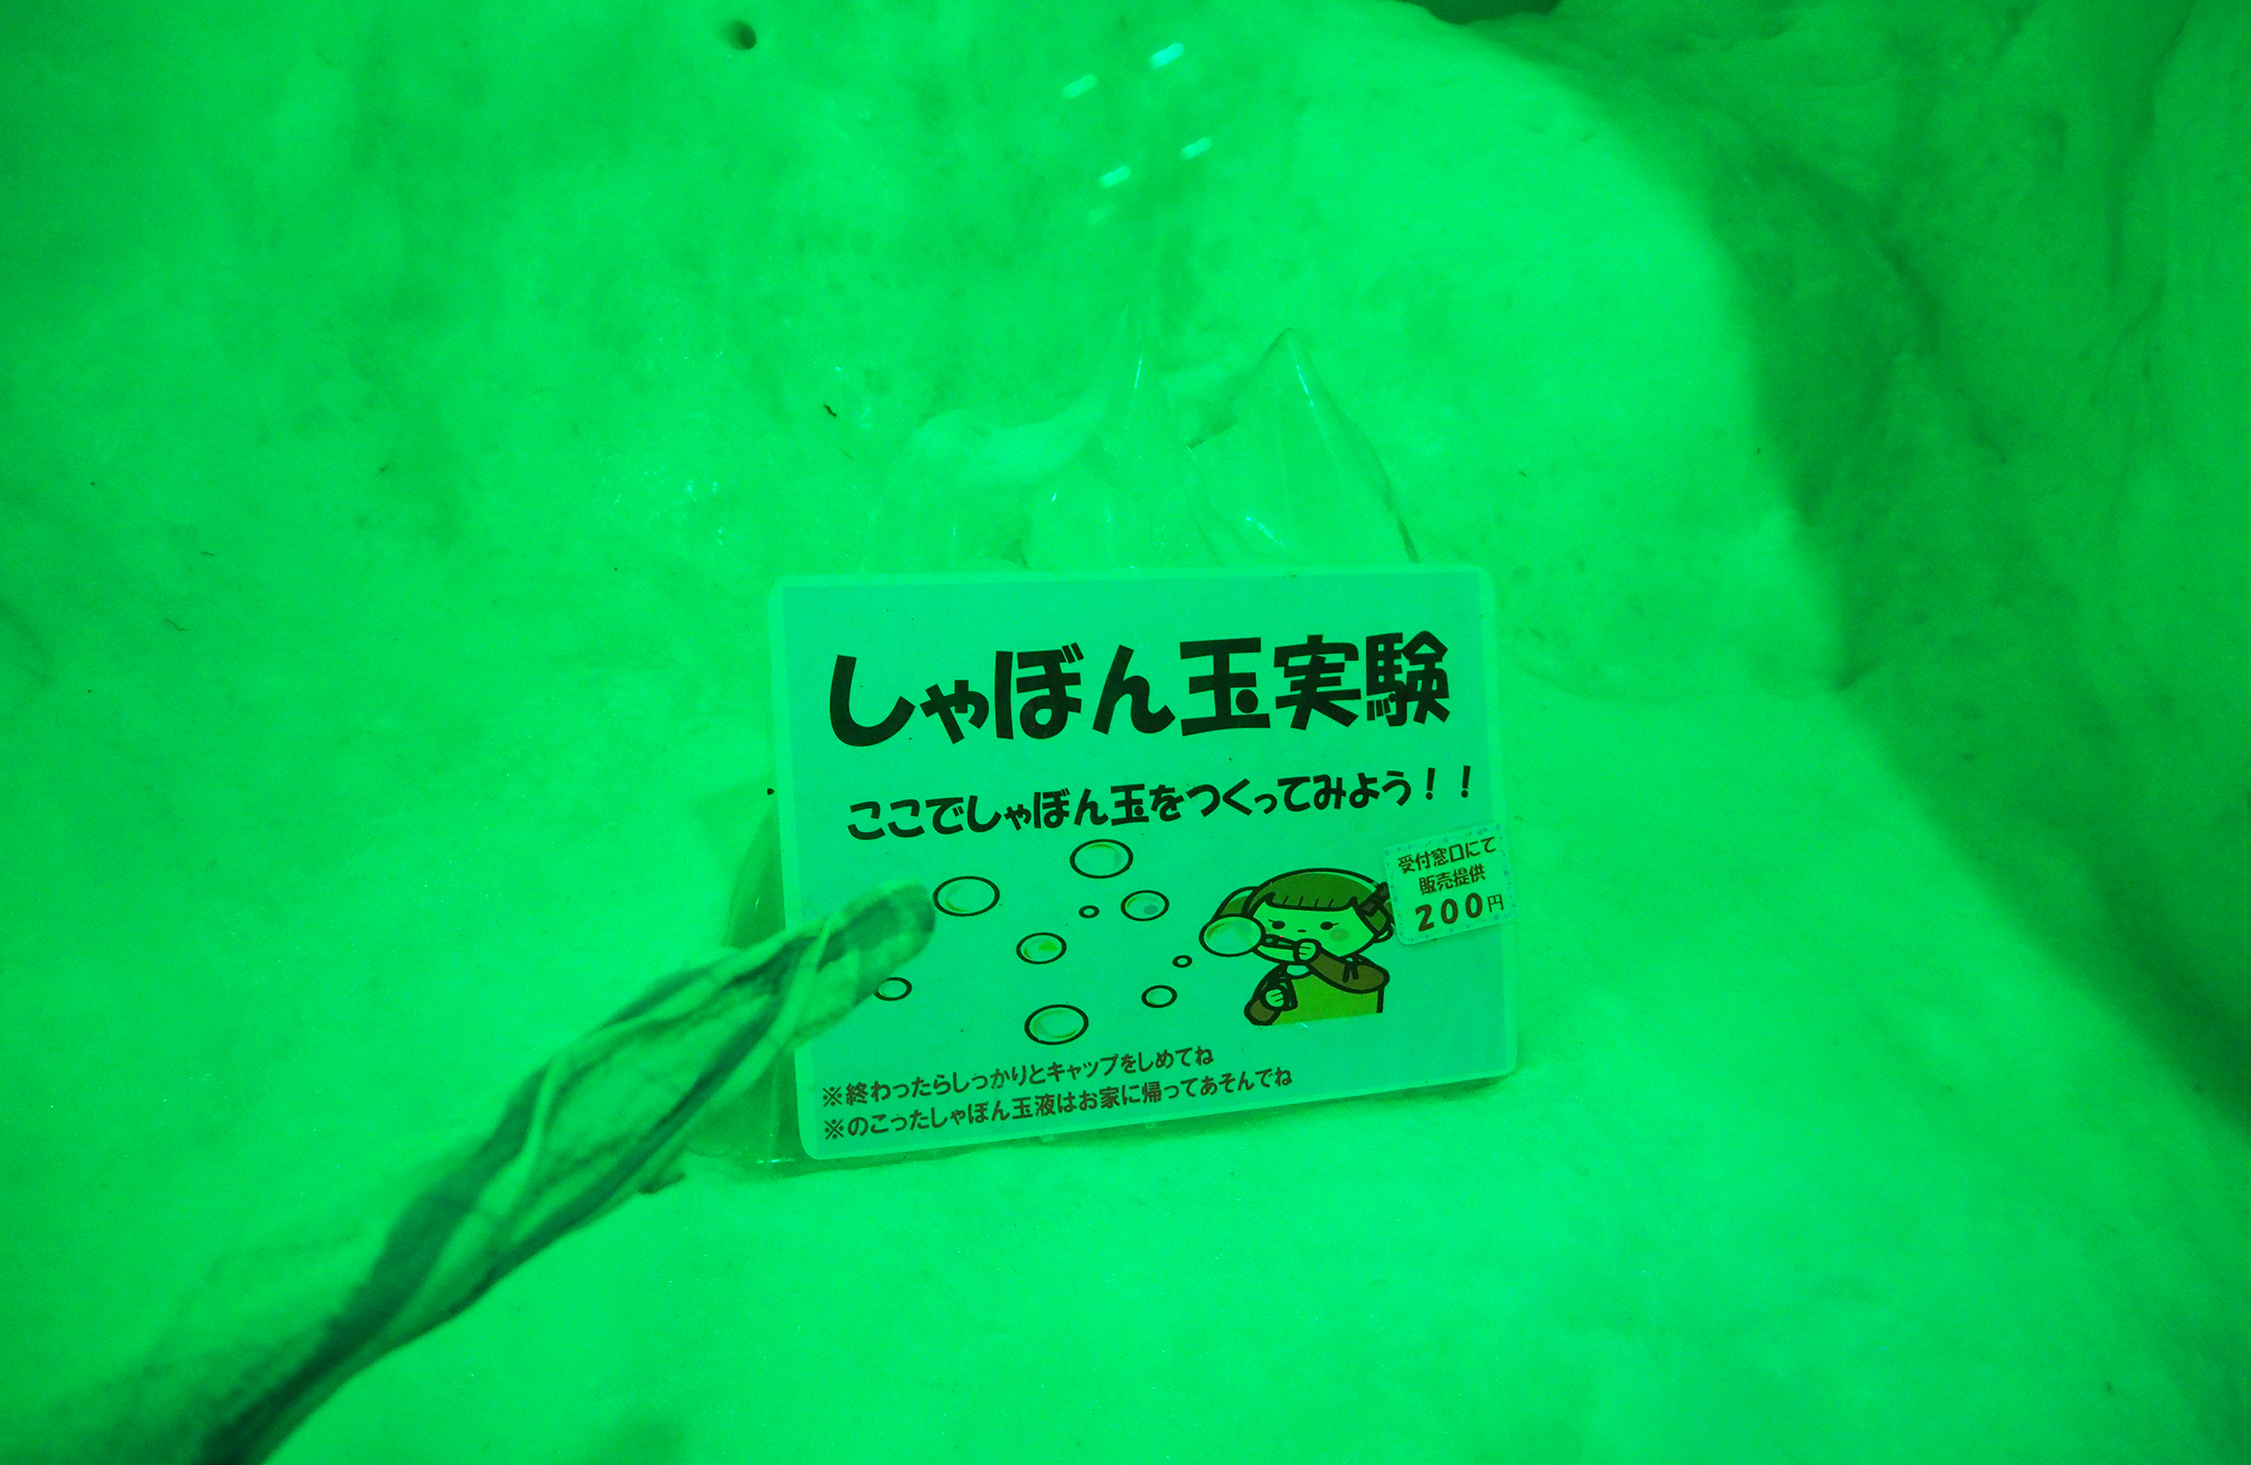 しゃぼん玉実験
ここでしゃぼん玉をつくってみよう！！
受付窓口にて
販売提供
200円
※終わったらしっかりとキャップをしめてね
※のこったしゃぼん玉液はお家に帰ってあそんでね